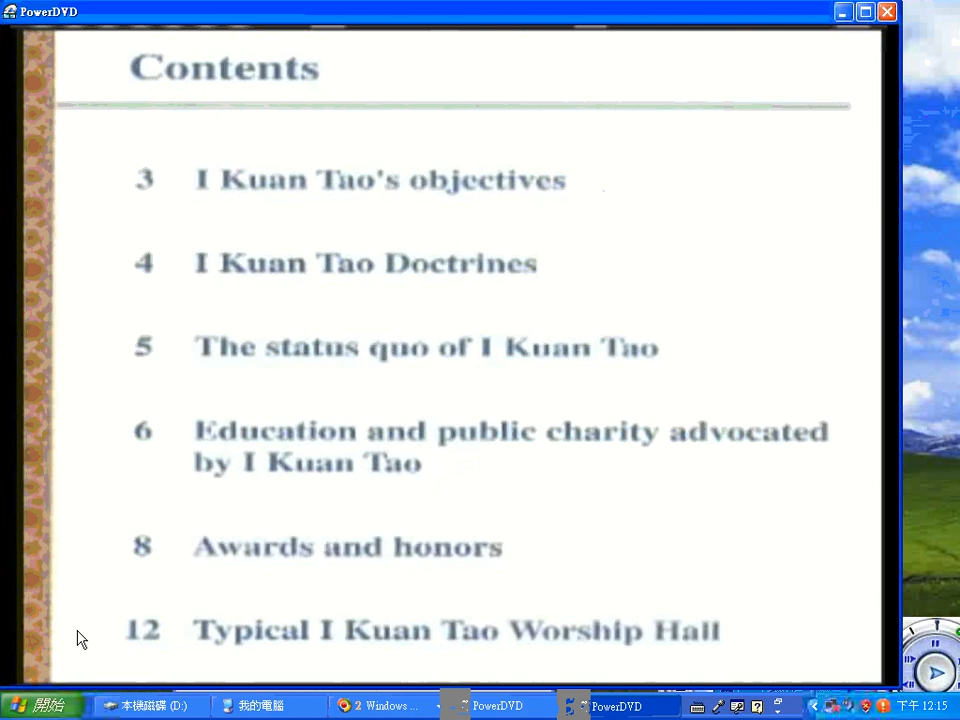 PowerDVD
Contents
3 I Kuan Tao's objectives
4 I Kuan Tao Doctrines
5 The status quo of I Kuan Tao
6 Education and public charity advocated
by I Kuan Tao
8 Awards and honors
12 Typical I Kuan Tao Worship Hall
開始 本機磁碟 (D:) 我的電腦 2 Windows ... PowerDVD PowerDVD 下午 12:15